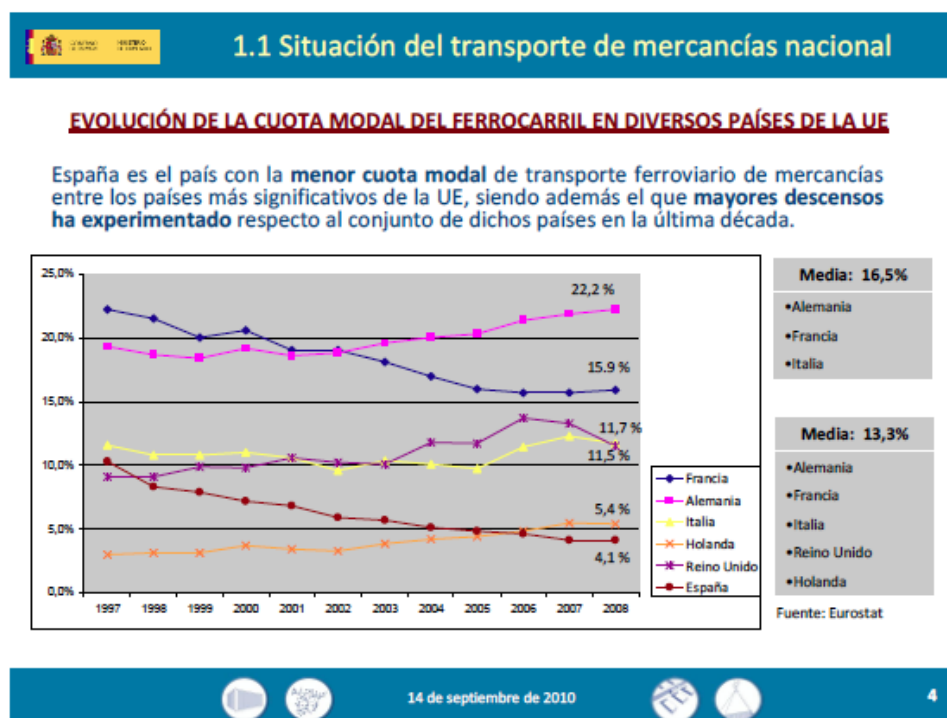 GOBIERNO DE ESPAÑA MINISTERIO DE FOMENTO
1.1 Situación del transporte de mercancías nacional
EVOLUCIÓN DE LA CUOTA MODAL DEL FERROCARRIL EN DIVERSOS PAÍSES DE LA UE
España es el país con la menor cuota modal de transporte ferroviario de mercancías
entre los países más significativos de la UE, siendo además el que mayores descensos
ha experimentado respecto al conjunto de dichos países en la última década.
25,0%
20,0%
15,0%
10,0%
5,0%
0,0%
22,2 %
15.9 %
11,7 %
11,5 %
5,4 %
4,1 %
1997 1998 1999 2000 2001 2002 2003 2004 2005 2006 2007 2008
Francia
Alemania
Italia
Holanda
Reino Unido
España
Media: 16,5%
•Alemania
•Francia
•Italia
Media: 13,3%
•Alemania
•Francia
•Italia
•Reino Unido
•Holanda
Fuente: Eurostat
14 de septiembre de 2010
4